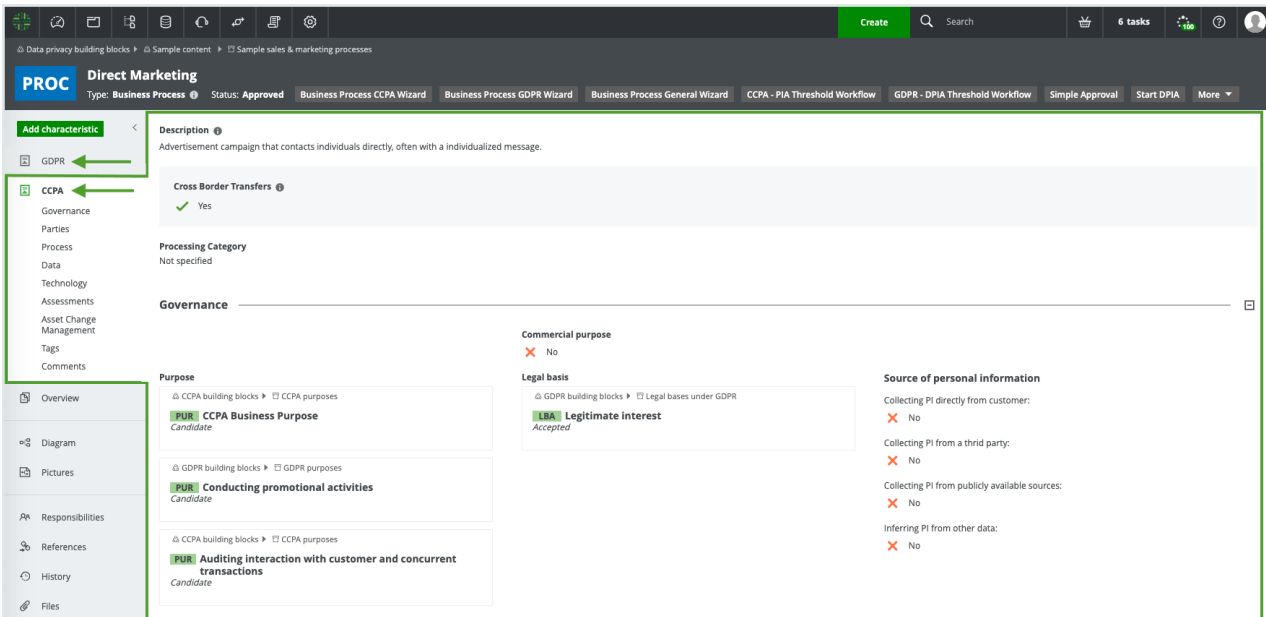 Create
Search
6 tasks
100
Data privacy building blocks
Sample content
Sample sales & marketing processes
PROC
Direct Marketing
Type: Business Process
Status: Approved
Business Process CCPA Wizard
Business Process GDPR Wizard
Business Process General Wizard
CCPA - PIA Threshold Workflow
GDPR - DPIA Threshold Workflow
Simple Approval
Start DPIA
More
Add characteristic
GDPR
CCPA
Governance
Parties
Process
Data
Technology
Assessments
Asset Change
Management
Tags
Comments
Overview
Diagram
Pictures
Responsibilities
References
History
Files
Description
Advertisement campaign that contacts individuals directly, often with a individualized message.
Cross Border Transfers
Yes
Processing Category
Not specified
Governance
Commercial purpose
No
Purpose
CCPA building blocks
CCPA purposes
PUR CCPA Business Purpose
Candidate
GDPR building blocks
GDPR purposes
PUR Conducting promotional activities
Candidate
CCPA building blocks
CCPA purposes
PUR Auditing interaction with customer and concurrent
transactions
Candidate
Legal basis
GDPR building blocks
Legal bases under GDPR
LBA Legitimate interest
Accepted
Source of personal information
Collecting PI directly from customer:
No
Collecting PI from a thrid party:
No
Collecting PI from publicly available sources:
No
Inferring PI from other data:
No